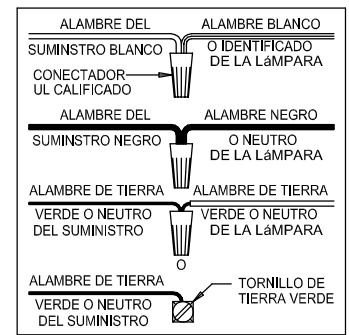 ALAMBRE DEL ALAMBRE BLANCO
SUMINSTRO BLANCO O IDENTIFICADO
DE LA LáMPARA
CONECTADOR
UL CALIFICADO
ALAMBRE DEL ALAMBRE NEGRO
SUMINSTRO NEGRO O NEUTRO
DE LA LáMPARA
ALAMBRE DE TIERRA ALAMBRE DE TIERRA
VERDE O NEUTRO VERDE O NEUTRO
DEL SUMINISTRO DE LA LáMPARA
O
ALAMBRE DE TIERRA TORNILLO DE
TIERRA VERDE
VERDE O NEUTRO
DEL SUMINISTRO